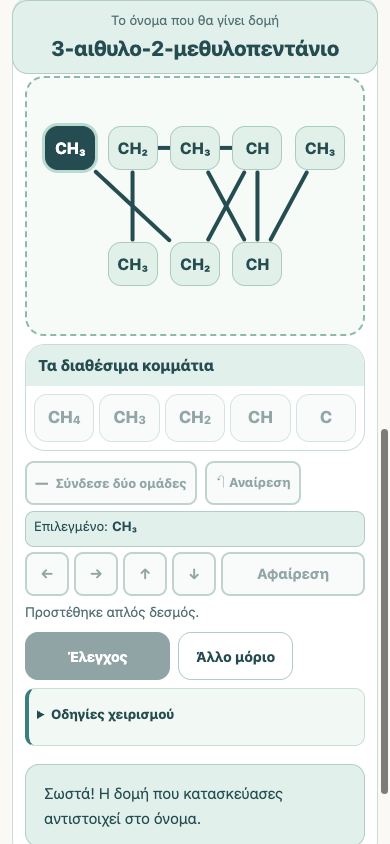 Το όνομα που θα γίνει δομή
3-αιθυλο-2-μεθυλοπεντάνιο
CH₃ CH₂ CH₃ CH CH₃
CH₃ CH₂ CH
Τα διαθέσιμα κομμάτια
CH₄ CH₃ CH₂ CH C
— Σύνδεσε δύο ομάδες Αναίρεση
Επιλεγμένο: CH₃
← → ↑ ↓ Αφαίρεση
Προστέθηκε απλός δεσμός.
Έλεγχος Άλλο μόριο
▶ Οδηγίες χειρισμού
Σωστά! Η δομή που κατασκεύασες
αντιστοιχεί στο όνομα.